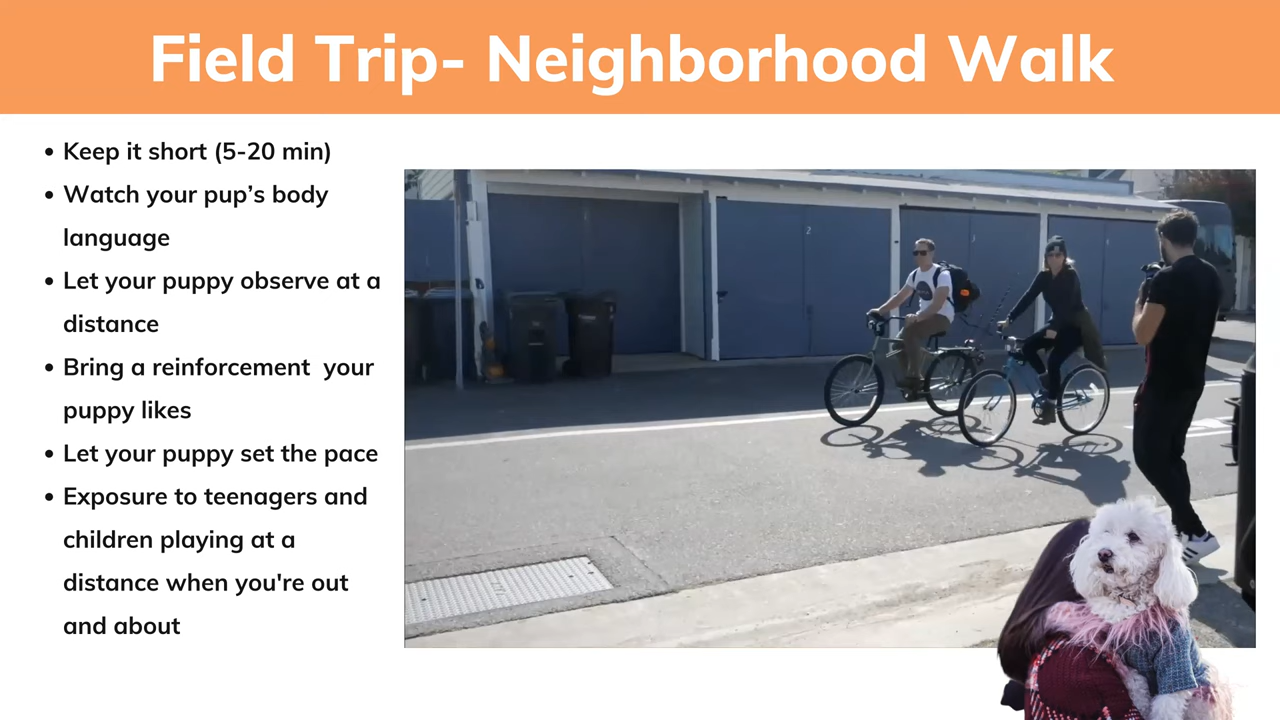 Field Trip- Neighborhood Walk
• Keep it short (5-20 min)
• Watch your pup’s body
language
• Let your puppy observe at a
distance
• Bring a reinforcement  your
puppy likes
• Let your puppy set the pace
• Exposure to teenagers and
children playing at a
distance when you're out
and about
2